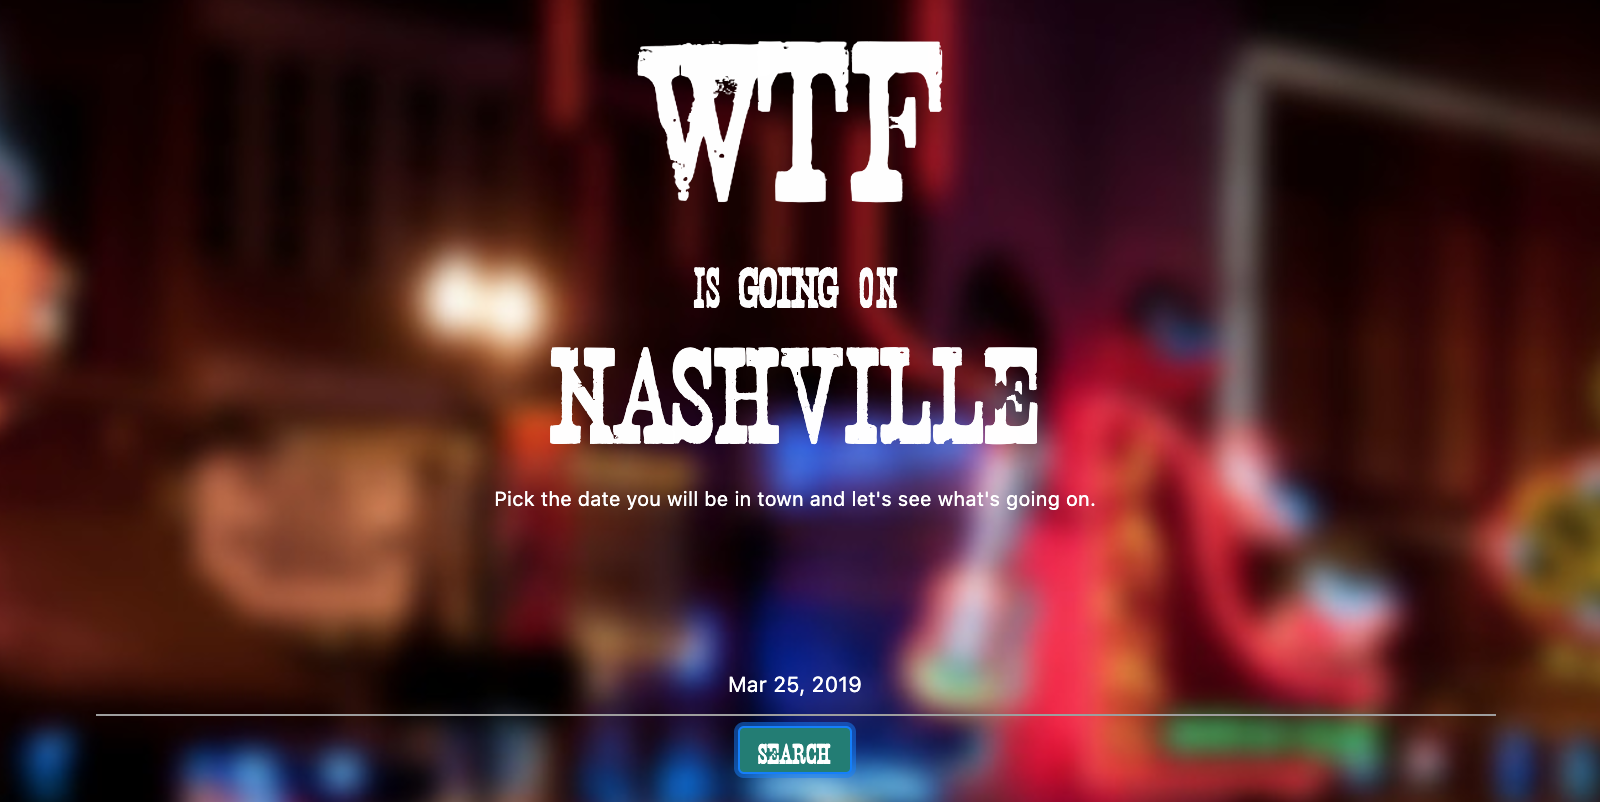 WTF
IS GOING ON
NASHVILLE
Pick the date you will be in town and let's see what's going on.
Mar 25, 2019
SEARCH